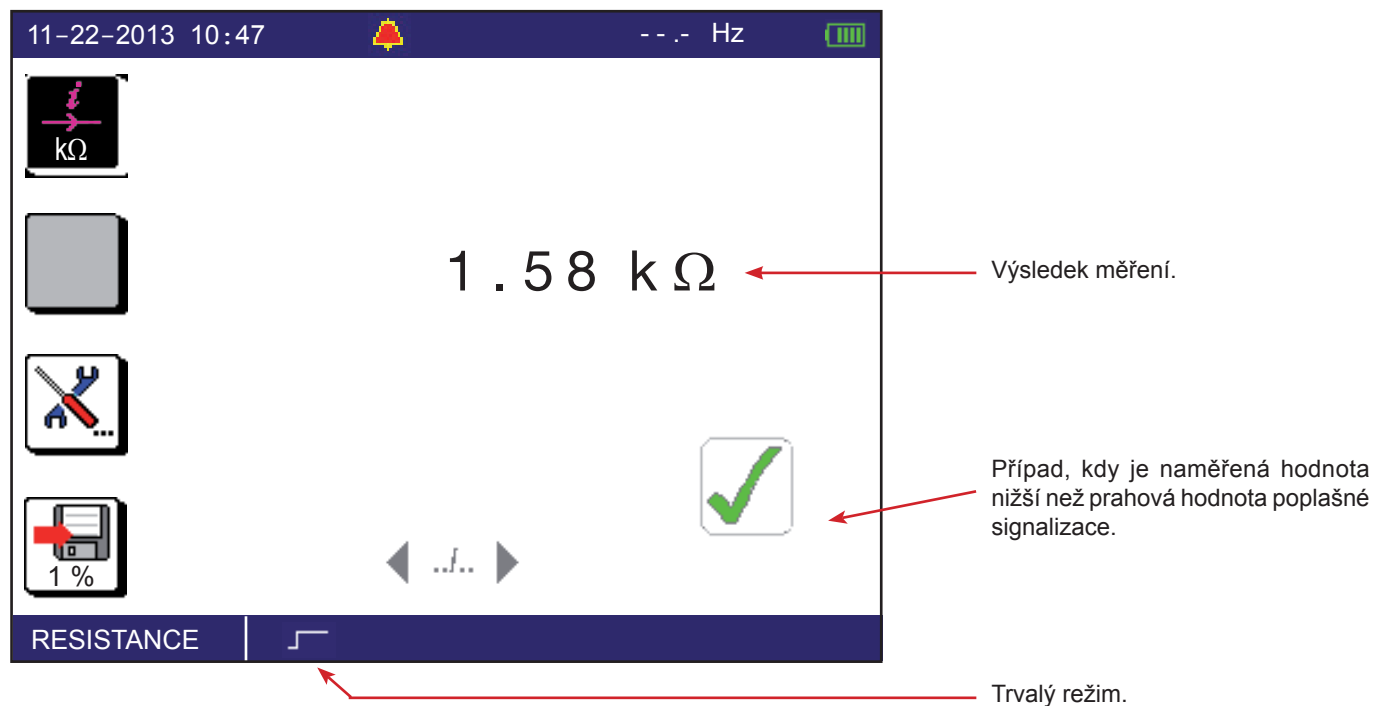 11-22-2013 10:47 --.- Hz
i
kΩ
1.58 kΩ
Výsledek měření.
Případ, kdy je naměřená hodnota
nižší než prahová hodnota poplašné
signalizace.
...
1 %
../..
RESISTANCE
Trvalý režim.